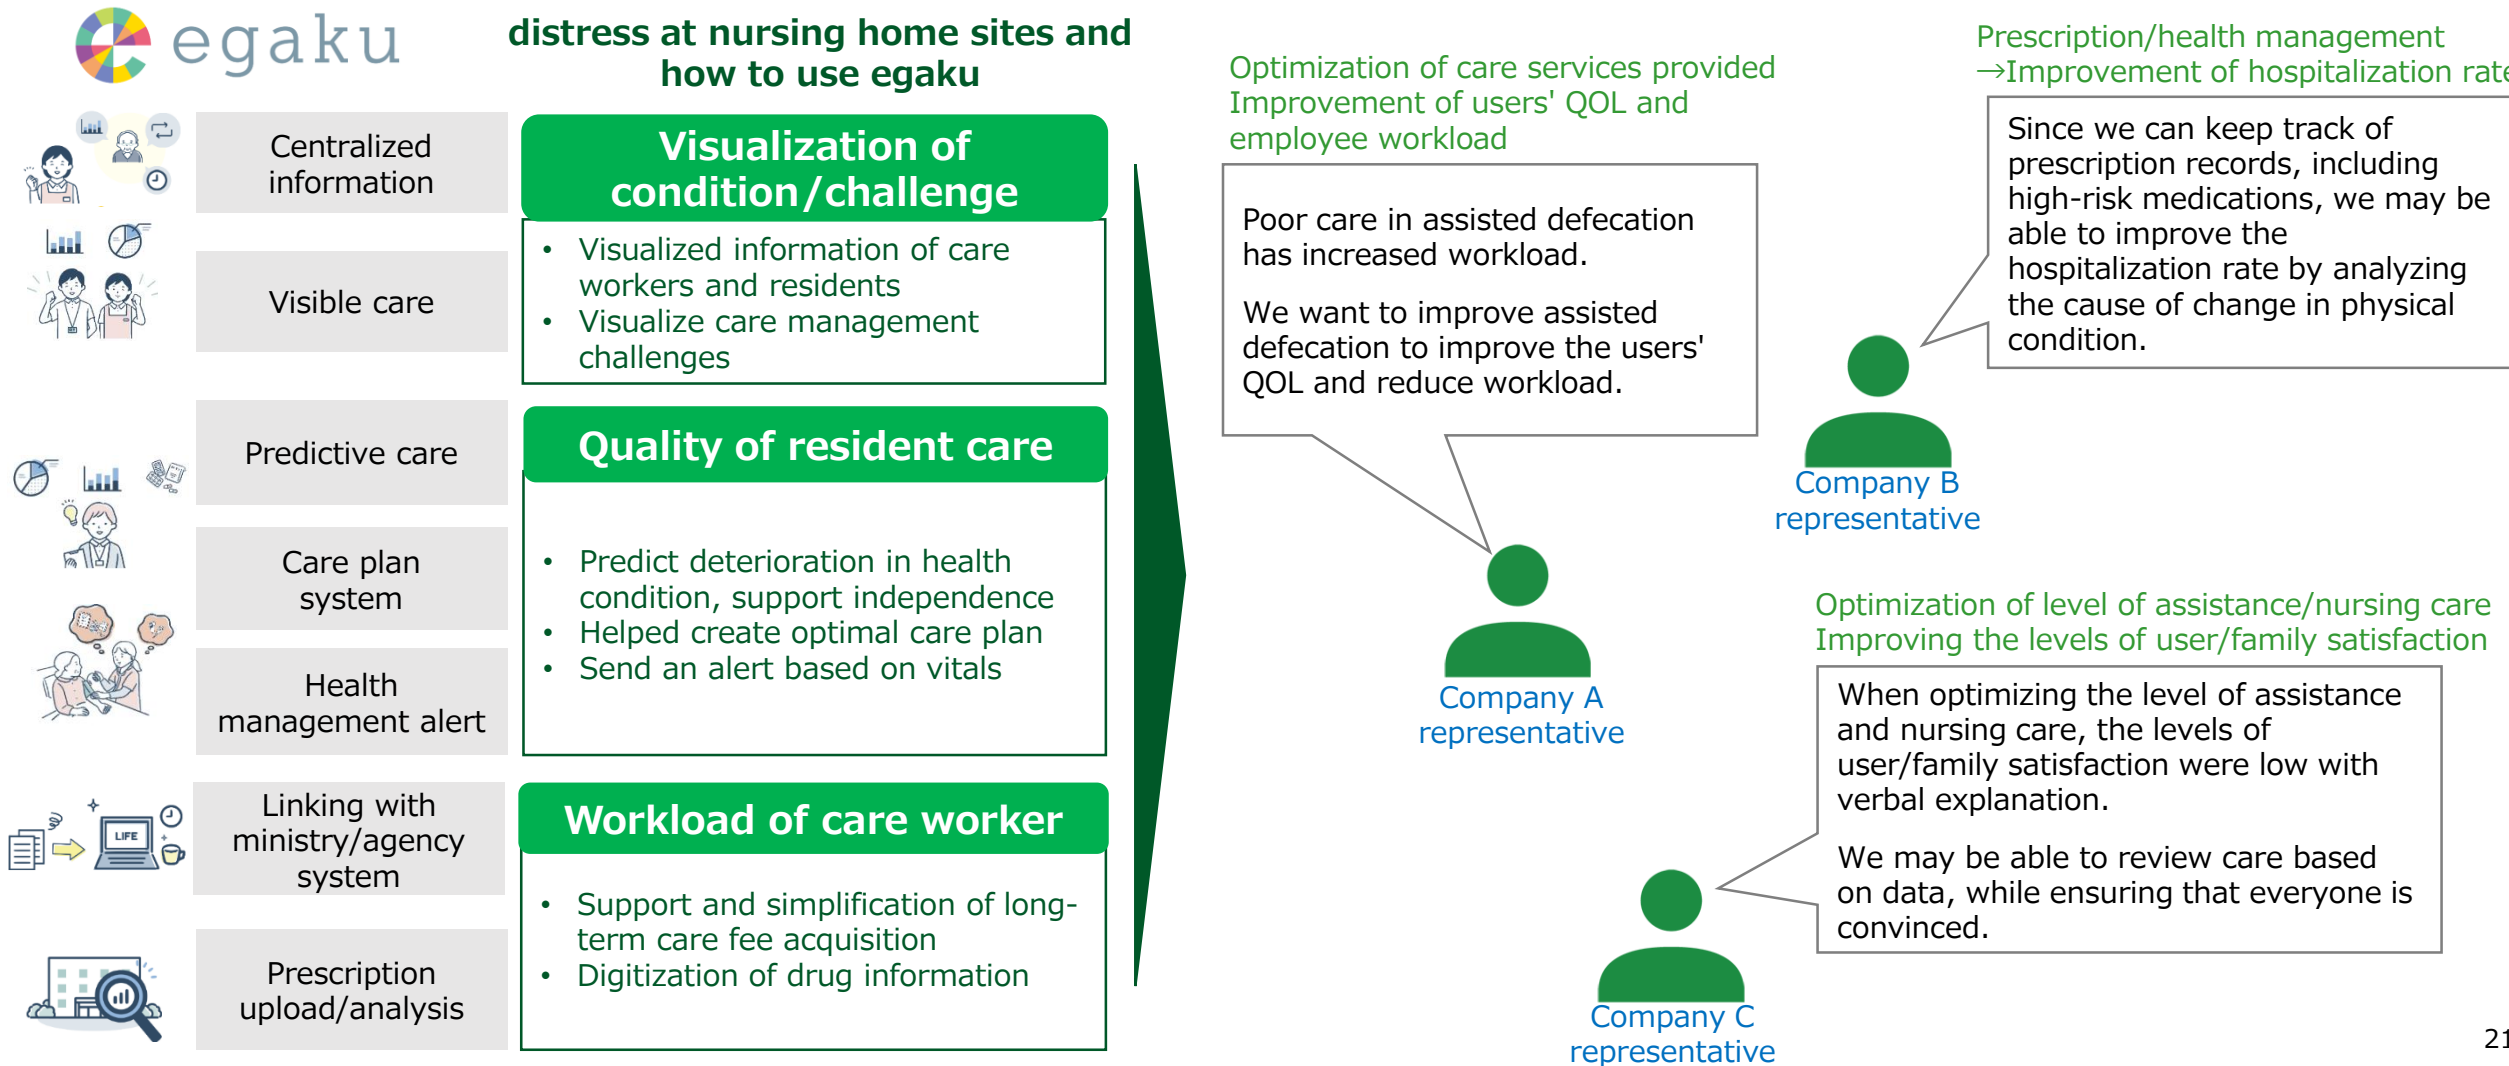 egaku
distress at nursing home sites and
how to use egaku
Centralized
information
Visible care
Predictive care
Care plan
system
Health
management alert
Linking with
ministry/agency
system
Prescription
upload/analysis
LIFE
Visualization of
condition/challenge
• Visualized information of care
workers and residents
• Visualize care management
challenges
Quality of resident care
• Predict deterioration in health
condition, support independence
• Helped create optimal care plan
• Send an alert based on vitals
Workload of care worker
• Support and simplification of long-
term care fee acquisition
• Digitization of drug information
Optimization of care services provided
Improvement of users' QOL and
employee workload
Poor care in assisted defecation
has increased workload.
We want to improve assisted
defecation to improve the users'
QOL and reduce workload.
Company A
representative
Prescription/health management
→Improvement of hospitalization rate
Since we can keep track of
prescription records, including
high-risk medications, we may be
able to improve the
hospitalization rate by analyzing
the cause of change in physical
condition.
Company B
representative
Optimization of level of assistance/nursing care
Improving the levels of user/family satisfaction
When optimizing the level of assistance
and nursing care, the levels of
user/family satisfaction were low with
verbal explanation.
We may be able to review care based
on data, while ensuring that everyone is
convinced.
Company C
representative
21